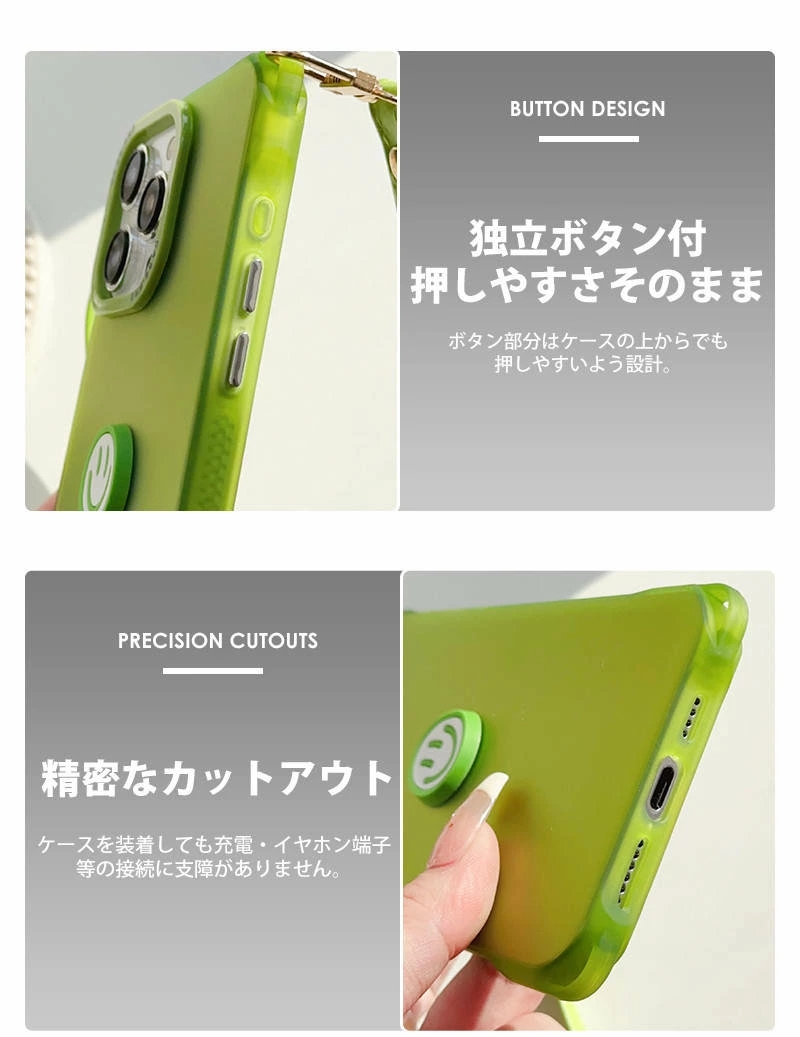 BUTTON DESIGN
独立ボタン付
押しやすさそのまま
ボタン部分はケースの上からでも
押しやすいよう設計。
PRECISION CUTOUTS
精密なカットアウト
ケースを装着しても充電・イヤホン端子
等の接続に支障がありません。